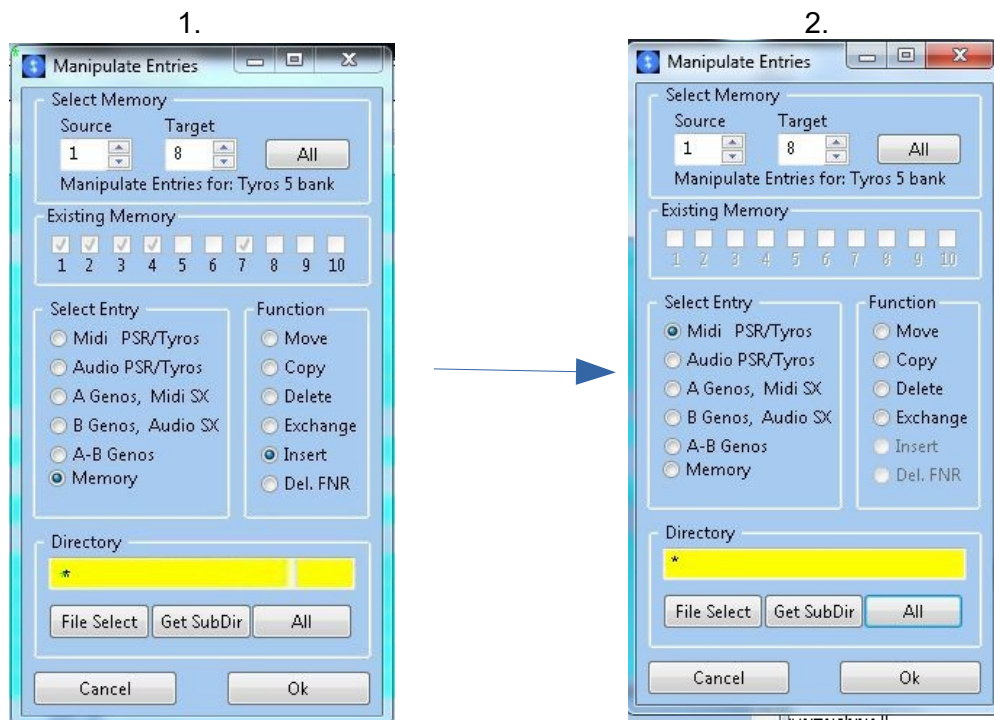 1.
Manipulate Entries
Select Memory
Source Target
1 8 All
Manipulate Entries for: Tyros 5 bank
Existing Memory
1 2 3 4 5 6 7 8 9 10
Select Entry Function
Midi PSR/Tyros Move
Audio PSR/Tyros Copy
A Genos, Midi SX Delete
B Genos, Audio SX Exchange
A-B Genos Insert
Memory Del. FNR
Directory
*
File Select Get SubDir All
Cancel Ok
2.
Manipulate Entries
Select Memory
Source Target
1 8 All
Manipulate Entries for: Tyros 5 bank
Existing Memory
1 2 3 4 5 6 7 8 9 10
Select Entry Function
Midi PSR/Tyros Move
Audio PSR/Tyros Copy
A Genos, Midi SX Delete
B Genos, Audio SX Exchange
A-B Genos Insert
Memory Del. FNR
Directory
*
File Select Get SubDir All
Cancel Ok